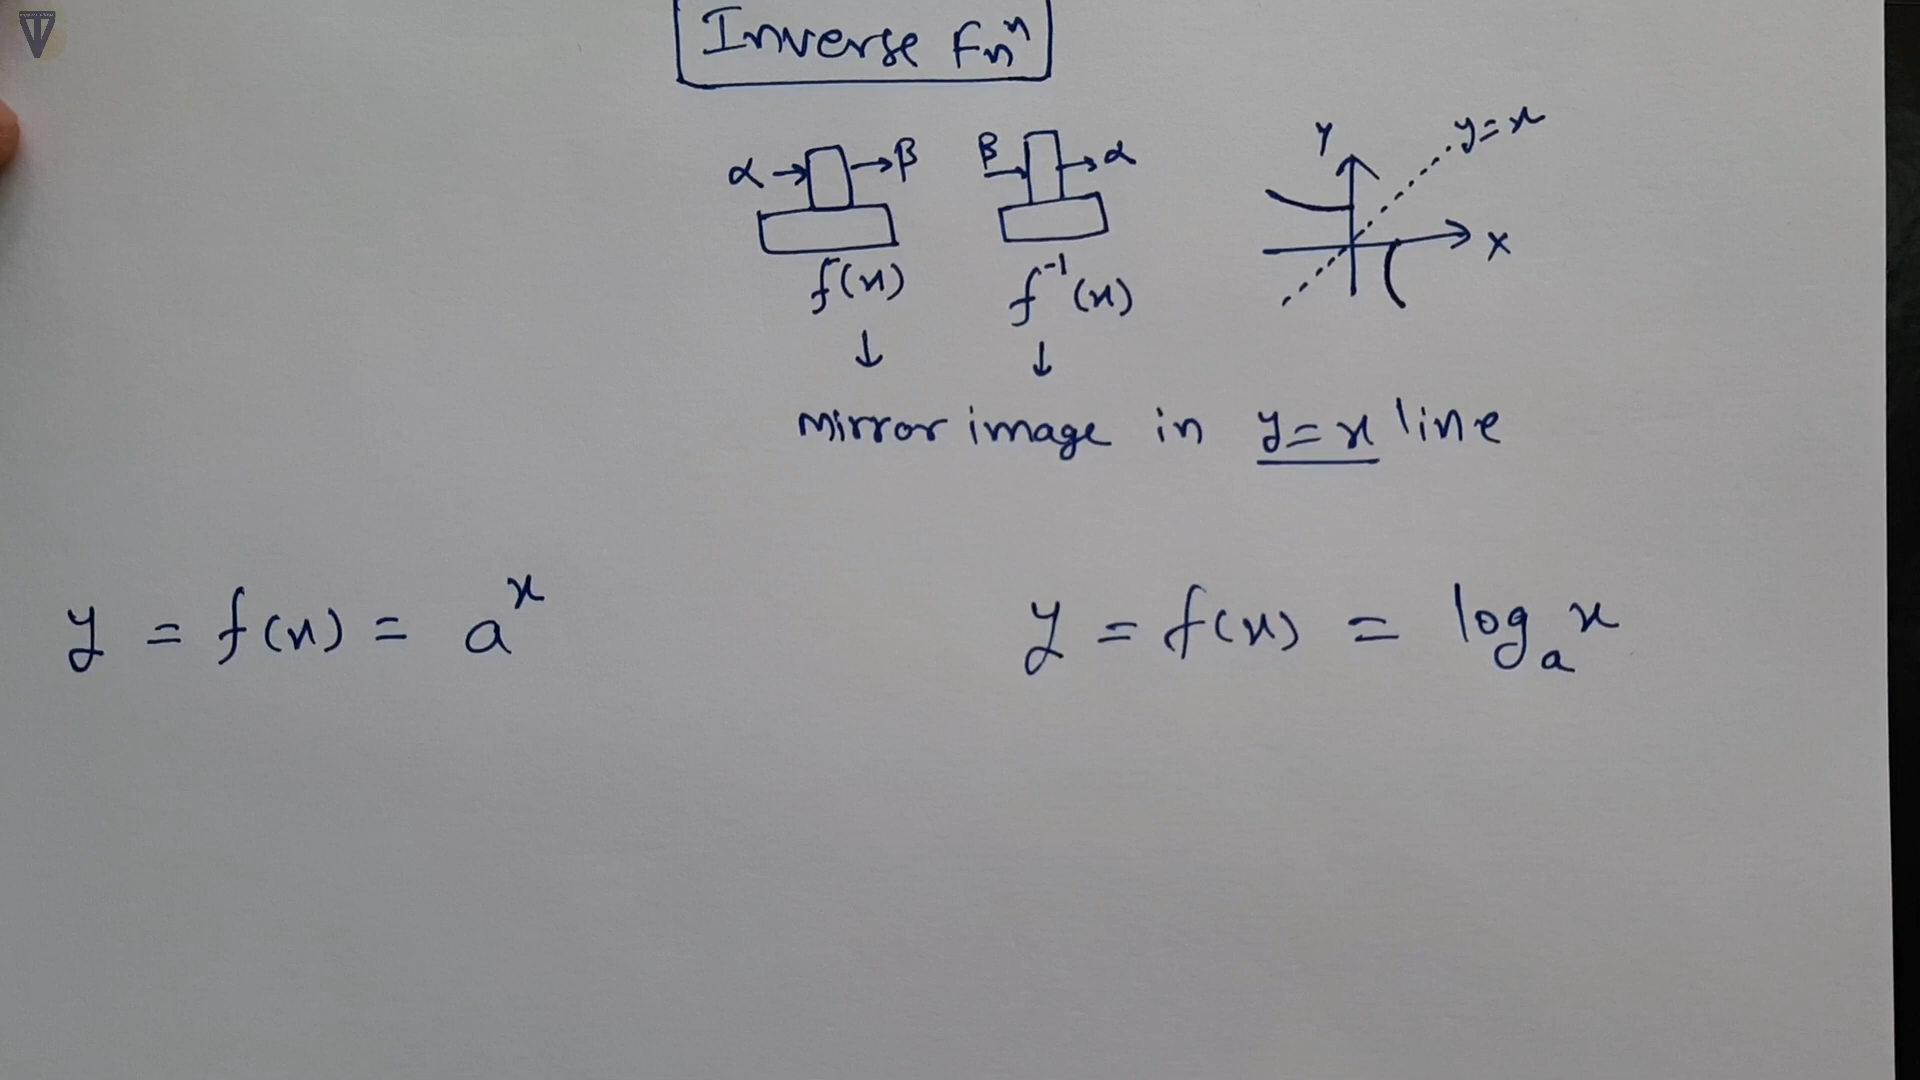 Inverse Fnⁿ
α → → β β → → α y=x
Y
X
f(x) f⁻¹(x)
↓ ↓
mirror image in y=x line
y = f(x) = aˣ y = f(x) = logₐx